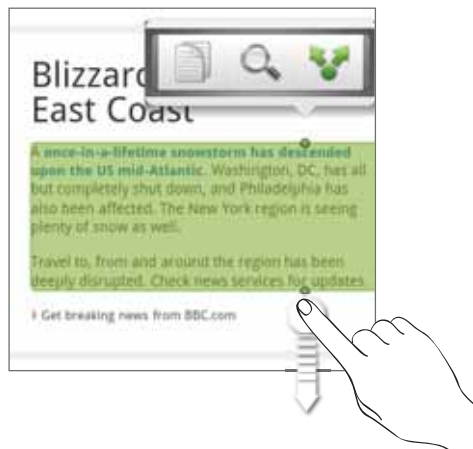 Blizzard
East Coast
A once-in-a-lifetime snowstorm has descended
upon the US mid-Atlantic. Washington, DC, has all
but completely shut down, and Philadelphia has
also been affected. The New York region is seeing
plenty of snow as well.
Travel to, from and around the region has been
deeply disrupted. Check news services for updates
Get breaking news from BBC.com